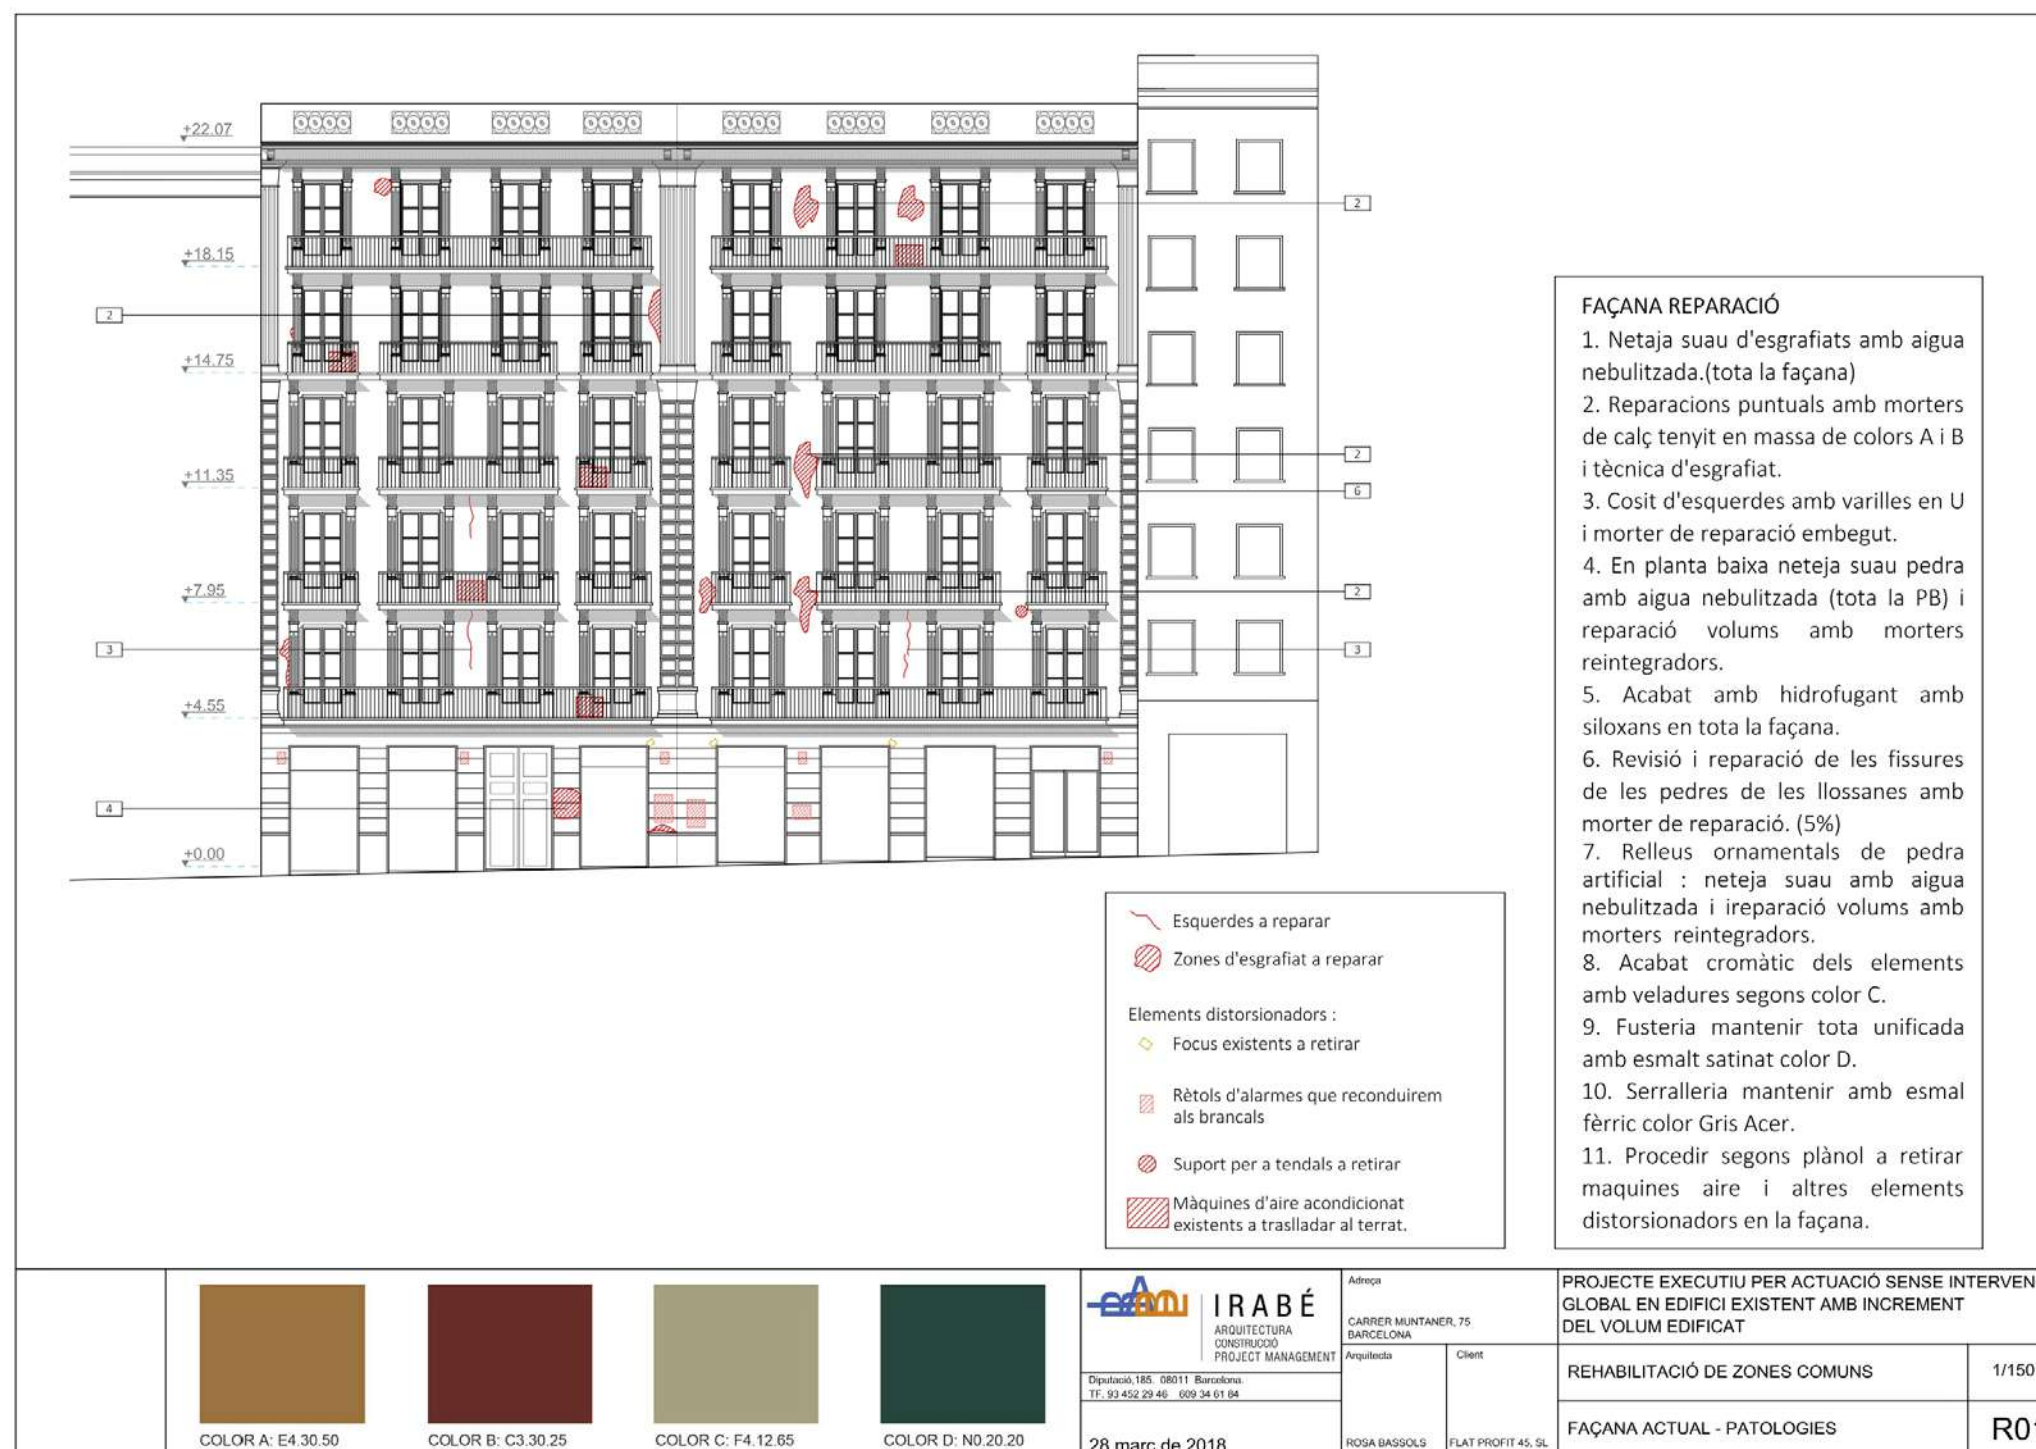 +22.07
+18.15
+14.75
+11.35
+7.95
+4.55
+0.00
2
3
4
2
2
6
2
3
FAÇANA REPARACIÓ
1. Netaja suau d'esgrafiats amb aigua
nebulitzada.(tota la façana)
2. Reparacions puntuals amb morters
de calç tenyit en massa de colors A i B
i tècnica d'esgrafiat.
3. Cosit d'esquerdes amb varilles en U
i morter de reparació embegut.
4. En planta baixa neteja suau pedra
amb aigua nebulitzada (tota la PB) i
reparació volums amb morters
reintegradors.
5. Acabat amb hidrofugant amb
siloxans en tota la façana.
6. Revisió i reparació de les fissures
de les pedres de les llossanes amb
morter de reparació. (5%)
7. Relleus ornamentals de pedra
artificial : neteja suau amb aigua
nebulitzada i ireparació volums amb
morters reintegradors.
8. Acabat cromàtic dels elements
amb veladures segons color C.
9. Fusteria mantenir tota unificada
amb esmalt satinat color D.
10. Serralleria mantenir amb esmal
fèrric color Gris Acer.
11. Procedir segons plànol a retirar
maquines aire i altres elements
distorsionadors en la façana.
Esquerdes a reparar
Zones d'esgrafiat a reparar
Elements distorsionadors :
Focus existents a retirar
Rètols d'alarmes que reconduirem
als brancals
Suport per a tendals a retirar
Màquines d'aire acondicionat
existents a traslladar al terrat.
COLOR A: E4.30.50
COLOR B: C3.30.25
COLOR C: F4.12.65
COLOR D: N0.20.20
IRABÉ
ARQUITECTURA
CONSTRUCCIÓ
PROJECT MANAGEMENT
Diputació,185. 08011 Barcelona.
TF. 93 452 29 46 609 34 61 84
28 març de 2018
Adreça
CARRER MUNTANER, 75
BARCELONA
Arquitecta
ROSA BASSOLS
Client
FLAT PROFIT 45, SL
PROJECTE EXECUTIU PER ACTUACIÓ SENSE INTERVEN
GLOBAL EN EDIFICI EXISTENT AMB INCREMENT
DEL VOLUM EDIFICAT
REHABILITACIÓ DE ZONES COMUNS
1/150
FAÇANA ACTUAL - PATOLOGIES
R01